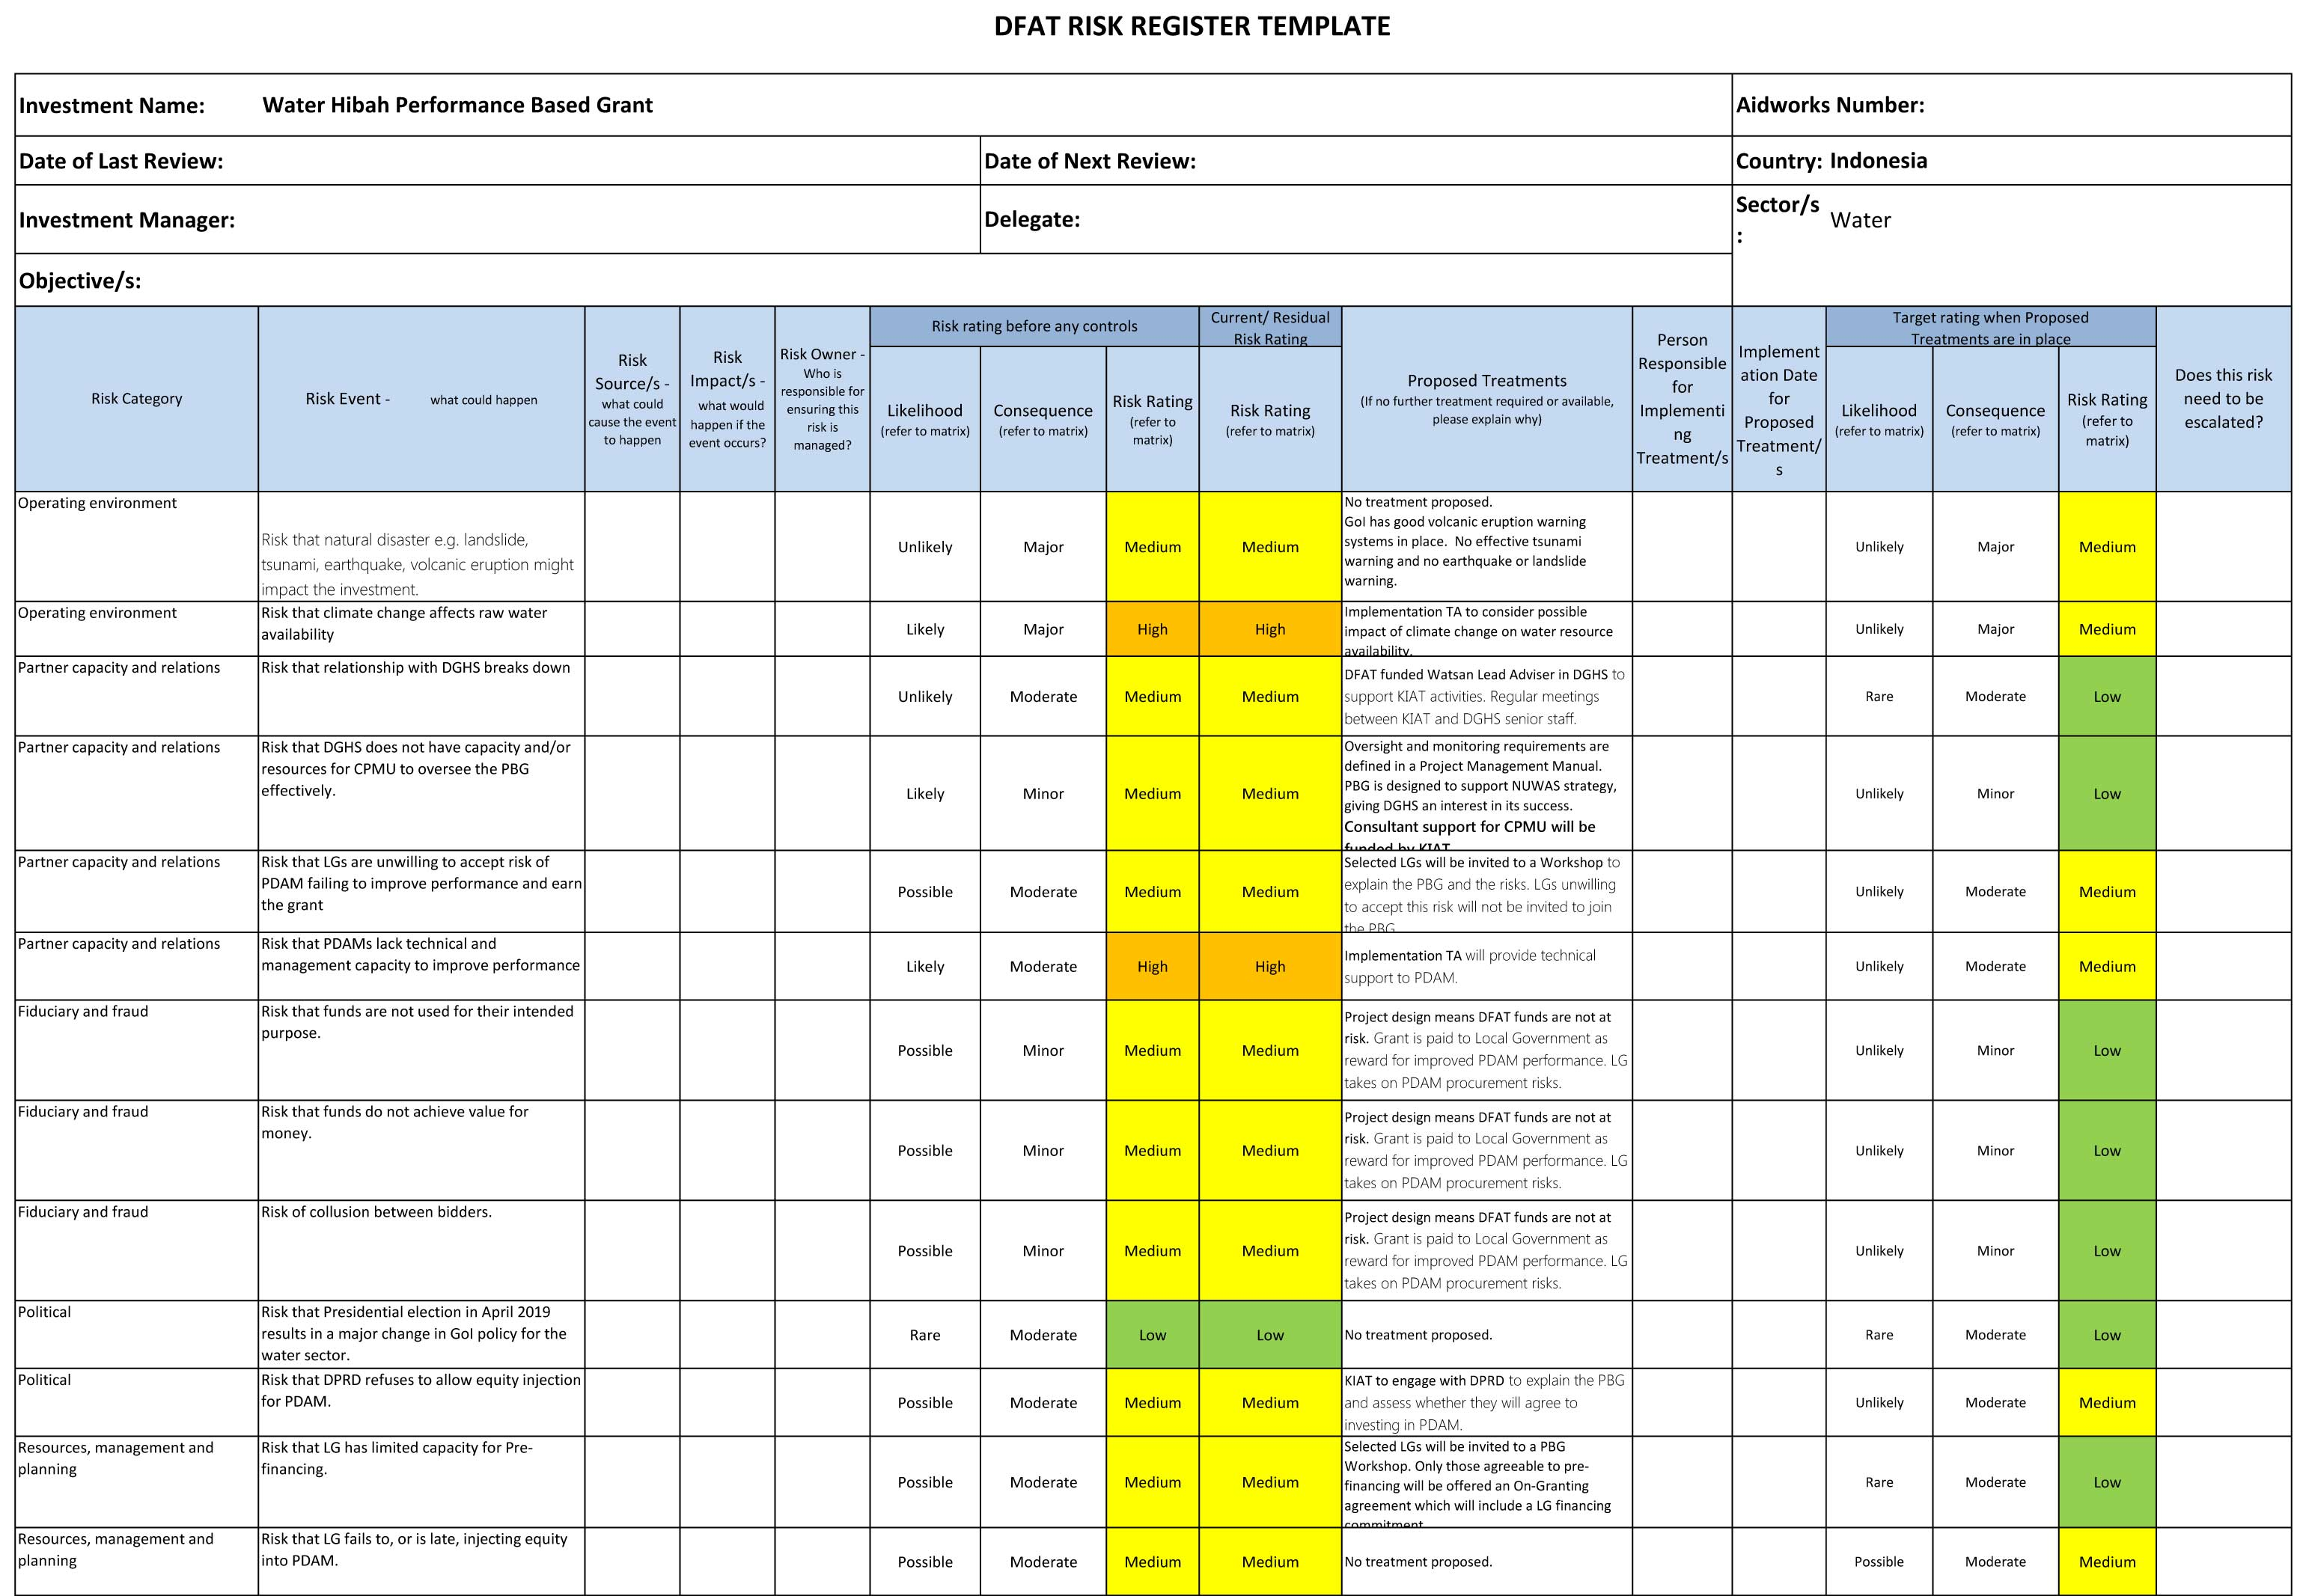 DFAT RISK REGISTER TEMPLATE
Investment Name: Water Hibah Performance Based Grant
Aidworks Number:
Date of Last Review:
Date of Next Review:
Country: Indonesia
Investment Manager:
Delegate:
Sector/s
:
Water
Objective/s:
Risk Category
Risk Event - what could happen
Risk
Source/s -
what could
cause the event
to happen
Risk
Impact/s -
what would
happen if the
event occurs?
Risk Owner -
Who is
responsible for
ensuring this
risk is
managed?
Risk rating before any controls
Likelihood
(refer to matrix)
Consequence
(refer to matrix)
Risk Rating
(refer to
matrix)
Current/ Residual
Risk Rating
Risk Rating
(refer to matrix)
Proposed Treatments
(If no further treatment required or available,
please explain why)
Person
Responsible
for
Implementi
ng
Treatment/s
Implement
ation Date
for
Proposed
Treatment/
s
Target rating when Proposed
Treatments are in place
Likelihood
(refer to matrix)
Consequence
(refer to matrix)
Risk Rating
(refer to
matrix)
Does this risk
need to be
escalated?
Operating environment
Risk that natural disaster e.g. landslide,
tsunami, earthquake, volcanic eruption might
impact the investment.
Unlikely
Major
Medium
Medium
No treatment proposed.
GoI has good volcanic eruption warning
systems in place. No effective tsunami
warning and no earthquake or landslide
warning.
Unlikely
Major
Medium
Operating environment
Risk that climate change affects raw water
availability
Likely
Major
High
High
Implementation TA to consider possible
impact of climate change on water resource
availability.
Unlikely
Major
Medium
Partner capacity and relations
Risk that relationship with DGHS breaks down
Unlikely
Moderate
Medium
Medium
DFAT funded Watsan Lead Adviser in DGHS to
support KIAT activities. Regular meetings
between KIAT and DGHS senior staff.
Rare
Moderate
Low
Partner capacity and relations
Risk that DGHS does not have capacity and/or
resources for CPMU to oversee the PBG
effectively.
Likely
Minor
Medium
Medium
Oversight and monitoring requirements are
defined in a Project Management Manual.
PBG is designed to support NUWAS strategy,
giving DGHS an interest in its success.
Consultant support for CPMU will be
funded by KIAT
Unlikely
Minor
Low
Partner capacity and relations
Risk that LGs are unwilling to accept risk of
PDAM failing to improve performance and earn
the grant
Possible
Moderate
Medium
Medium
Selected LGs will be invited to a Workshop to
explain the PBG and the risks. LGs unwilling
to accept this risk will not be invited to join
the PBG
Unlikely
Moderate
Medium
Partner capacity and relations
Risk that PDAMs lack technical and
management capacity to improve performance
Likely
Moderate
High
High
Implementation TA will provide technical
support to PDAM.
Unlikely
Moderate
Medium
Fiduciary and fraud
Risk that funds are not used for their intended
purpose.
Possible
Minor
Medium
Medium
Project design means DFAT funds are not at
risk. Grant is paid to Local Government as
reward for improved PDAM performance. LG
takes on PDAM procurement risks.
Unlikely
Minor
Low
Fiduciary and fraud
Risk that funds do not achieve value for
money.
Possible
Minor
Medium
Medium
Project design means DFAT funds are not at
risk. Grant is paid to Local Government as
reward for improved PDAM performance. LG
takes on PDAM procurement risks.
Unlikely
Minor
Low
Fiduciary and fraud
Risk of collusion between bidders.
Possible
Minor
Medium
Medium
Project design means DFAT funds are not at
risk. Grant is paid to Local Government as
reward for improved PDAM performance. LG
takes on PDAM procurement risks.
Unlikely
Minor
Low
Political
Risk that Presidential election in April 2019
results in a major change in GoI policy for the
water sector.
Rare
Moderate
Low
Low
No treatment proposed.
Rare
Moderate
Low
Political
Risk that DPRD refuses to allow equity injection
for PDAM.
Possible
Moderate
Medium
Medium
KIAT to engage with DPRD to explain the PBG
and assess whether they will agree to
investing in PDAM.
Unlikely
Moderate
Medium
Resources, management and
planning
Risk that LG has limited capacity for Pre-
financing.
Possible
Moderate
Medium
Medium
Selected LGs will be invited to a PBG
Workshop. Only those agreeable to pre-
financing will be offered an On-Granting
agreement which will include a LG financing
commitment
Rare
Moderate
Low
Resources, management and
planning
Risk that LG fails to, or is late, injecting equity
into PDAM.
Possible
Moderate
Medium
Medium
No treatment proposed.
Possible
Moderate
Medium